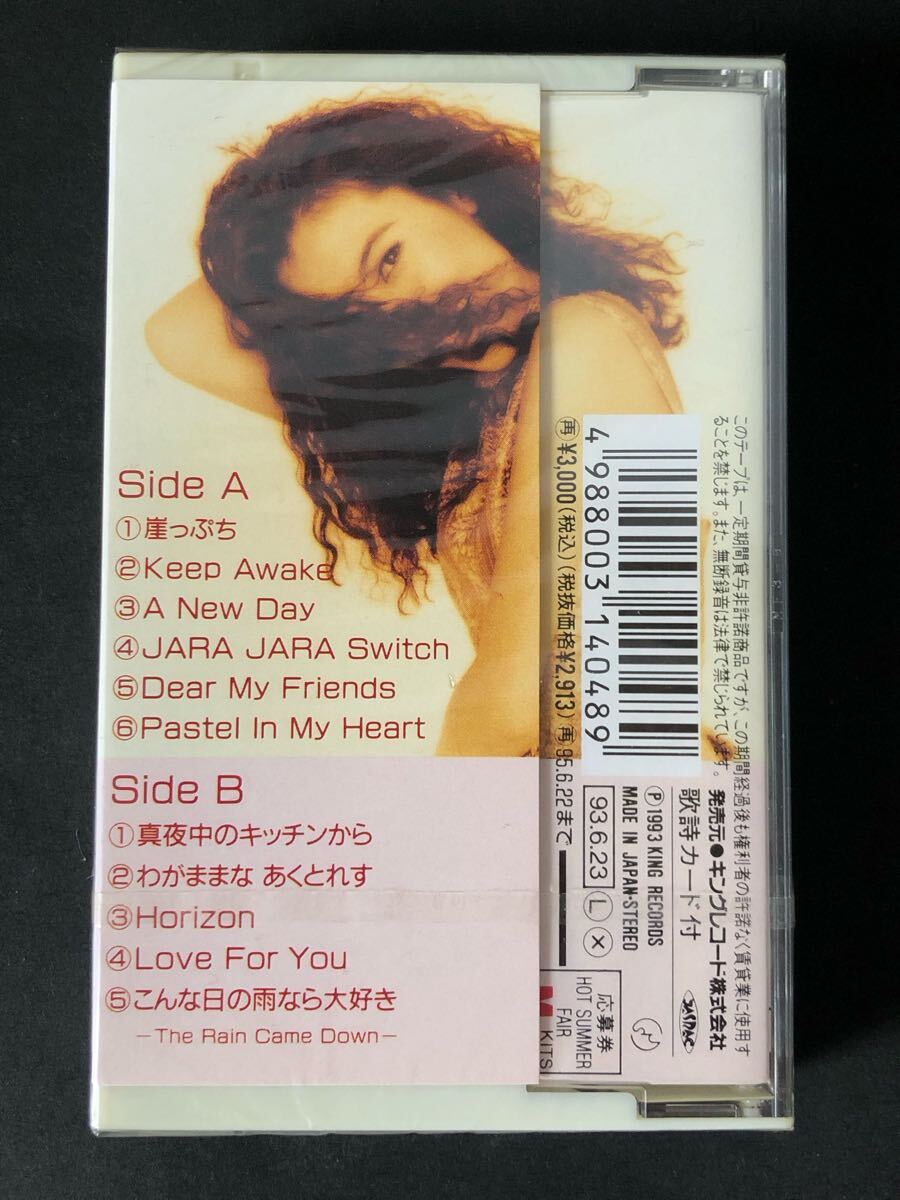 Side A
①崖っぷち
②Keep Awake
③A New Day
④JARA JARA Switch
⑤Dear My Friends
⑥Pastel In My Heart
Side B
①真夜中のキッチンから
②わがままな あくとれす
③Horizon
④Love For You
⑤こんな日の雨なら大好き
−The Rain Came Down−
このテープは、一定期間貸与非許諾商品ですが、この期間経過後も権利者の許諾なく賃貸業に使用す
ることを禁じます。また、無断録音は法律で禁じられています。
発売元●キングレコード株式会社
歌詩カード付
JASRAC
4988003140489
㊢¥3,000(税込)(税抜価格¥2,913)㊢95.6.22まで
Ⓟ1993 KING RECORDS
MADE IN JAPAN•STEREO
93.6.23 Ⓛ Ⓧ
応募券
HOT SUMMER
FAIR
KITS